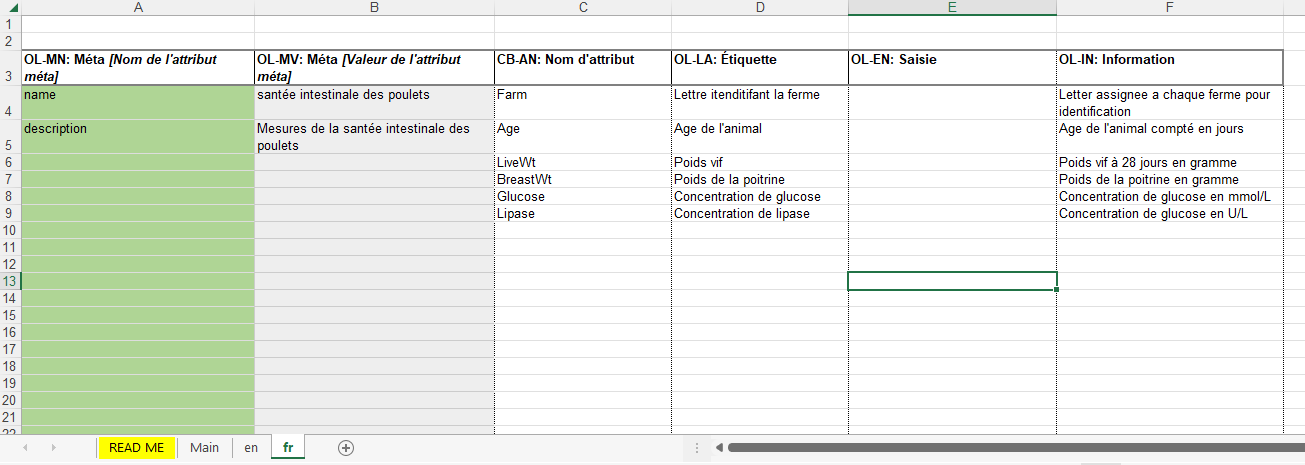 A B C D E F
1
2
3 OL-MN: Méta [Nom de l'attribut méta] OL-MV: Méta [Valeur de l'attribut méta] CB-AN: Nom d'attribut OL-LA: Étiquette OL-EN: Saisie OL-IN: Information
4 name santée intestinale des poulets Farm Lettre itenditifant la ferme Letter assignee a chaque ferme pour identification
5 description Mesures de la santée intestinale des poulets Age Age de l'animal Age de l'animal compté en jours
6 LiveWt Poids vif Poids vif à 28 jours en gramme
7 BreastWt Poids de la poitrine Poids de la poitrine en gramme
8 Glucose Concentration de glucose Concentration de glucose en mmol/L
9 Lipase Concentration de lipase Concentration de glucose en U/L
10
11
12
13
14
15
16
17
18
19
20
21
22
READ ME Main en fr